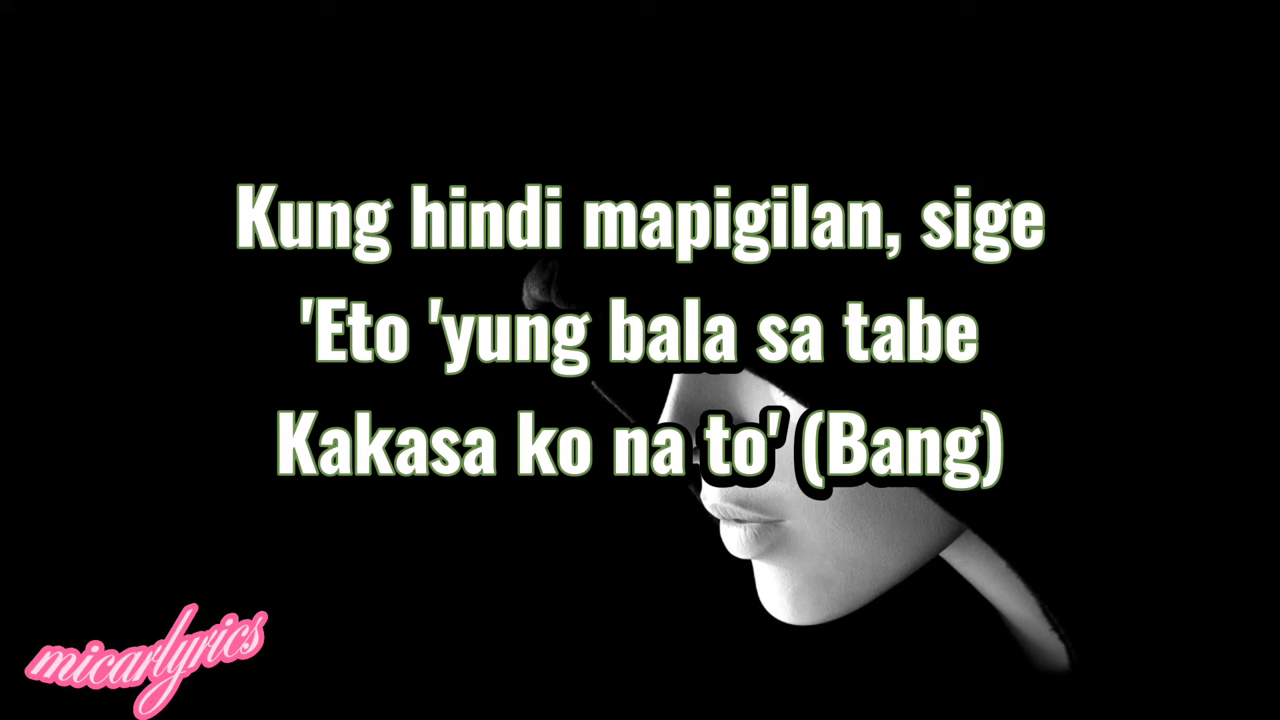 Kung hindi mapigilan, sige
'Eto 'yung bala sa tabe
Kakasa ko na to' (Bang)
micarlyrics